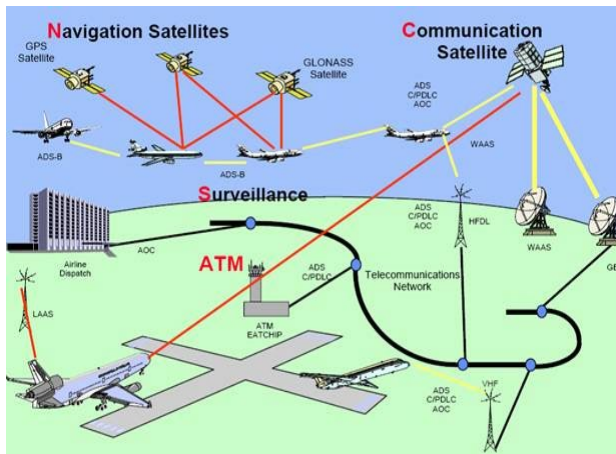 Navigation Satellites
Communication
Satellite
GPS
Satellite
GLONASS
Satellite
ADS
C/PDLC
AOC
WAAS
ADS-B
ADS-B
Surveillance
ADS
C/PDLC
AOC
HFDL
WAAS
Airline
Dispatch
AOC
ATM
ADS
C/PDLC
Telecommunications
Network
LAAS
ATM
EATCHIP
ADS
C/PDLC
AOC
VHF